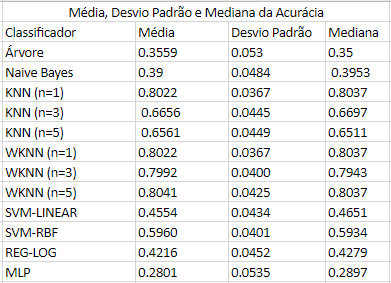 Média, Desvio Padrão e Mediana da Acurácia
Classificador Média Desvio Padrão Mediana
Árvore 0.3559 0.053 0.35
Naive Bayes 0.39 0.0484 0.3953
KNN (n=1) 0.8022 0.0367 0.8037
KNN (n=3) 0.6656 0.0445 0.6697
KNN (n=5) 0.6561 0.0449 0.6511
WKNN (n=1) 0.8022 0.0367 0.8037
WKNN (n=3) 0.7992 0.0400 0.7943
WKNN (n=5) 0.8041 0.0425 0.8037
SVM-LINEAR 0.4554 0.0434 0.4651
SVM-RBF 0.5960 0.0401 0.5934
REG-LOG 0.4216 0.0452 0.4279
MLP 0.2801 0.0535 0.2897